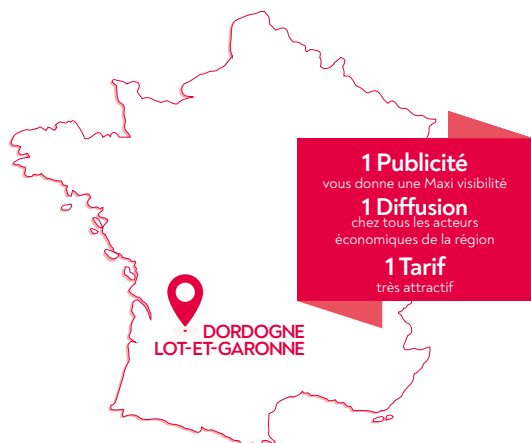 1 Publicité
vous donne une Maxi visibilité
1 Diffusion
chez tous les acteurs
économiques de la région
1 Tarif
très attractif
DORDOGNE
LOT-ET-GARONNE